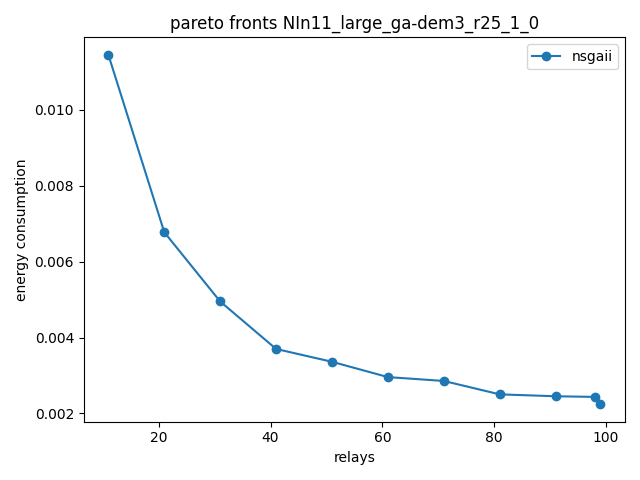 pareto fronts NIn11_large_ga-dem3_r25_1_0
nsgaii
0.010
0.008
0.006
0.004
0.002
energy consumption
20
40
60
80
100
relays